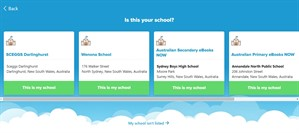 Back
Is this your school?
SCEGGS Darlinghurst
Sceggs Darlinghurst
Darlinghurst, New South Wales, Australia
This is my school
Wenona School
176 Walker Street
North Sydney, New South Wales, Australia
This is my school
Australian Secondary eBooks
NOW
Sydney Boys High School
Moore Park
Surry Hills, New South Wales, Australia
This is my school
Australian Primary eBooks
NOW
Annandale North Public School
206 Johnston Street
Annandale, New South Wales, Australia
This is my school
My school isn't listed